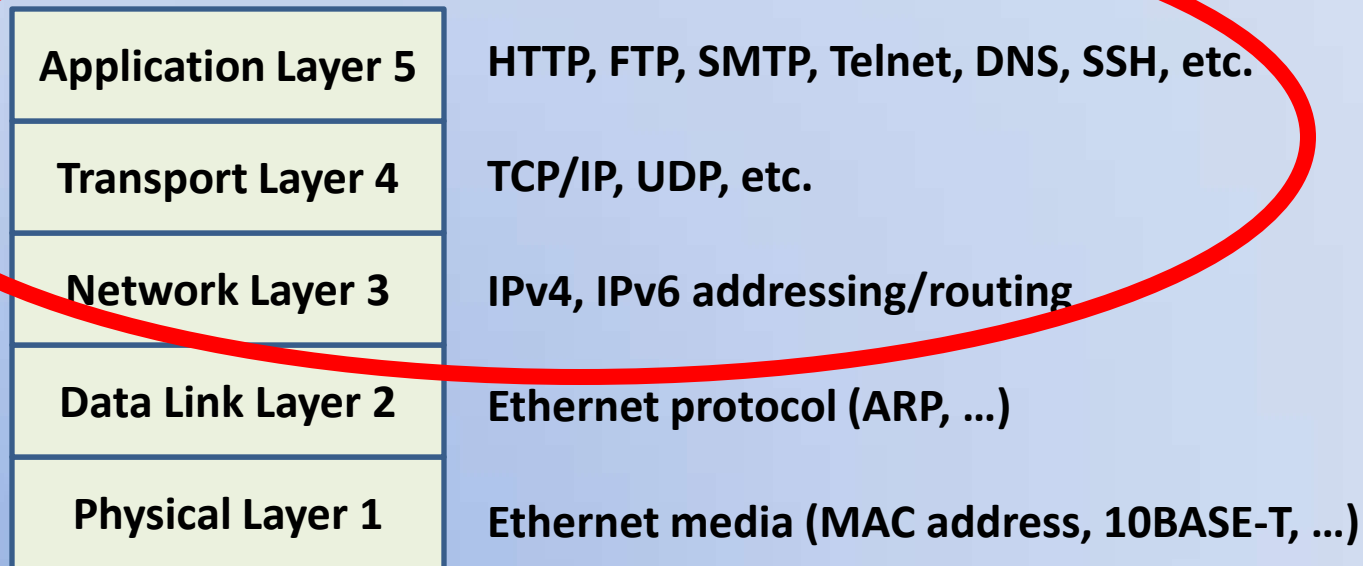 Application Layer 5 HTTP, FTP, SMTP, Telnet, DNS, SSH, etc.
Transport Layer 4 TCP/IP, UDP, etc.
Network Layer 3 IPv4, IPv6 addressing/routing
Data Link Layer 2 Ethernet protocol (ARP, …)
Physical Layer 1 Ethernet media (MAC address, 10BASE-T, …)